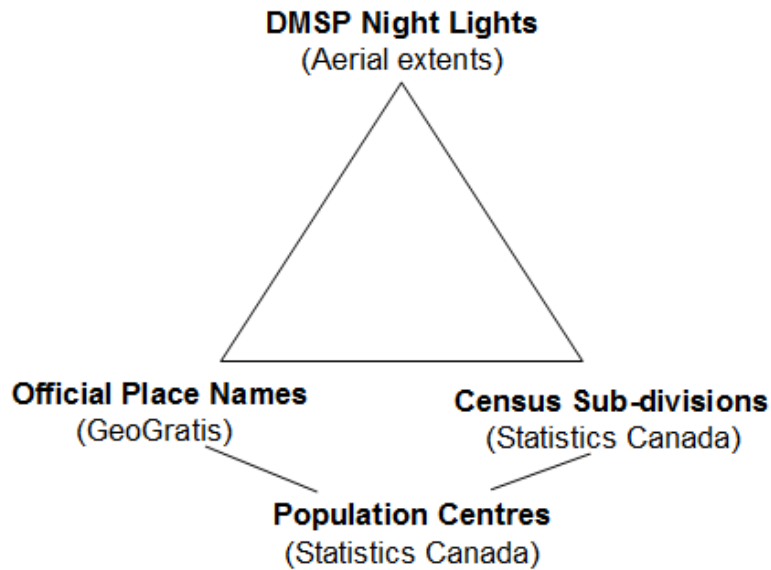 DMSP Night Lights
(Aerial extents)
Official Place Names
(GeoGratis)
Census Sub-divisions
(Statistics Canada)
Population Centres
(Statistics Canada)